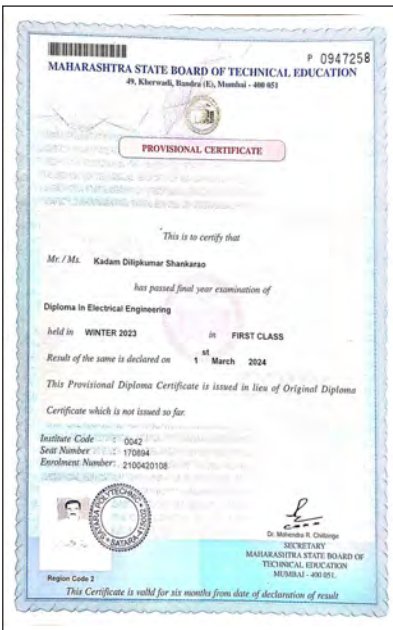 P 0947258
MAHARASHTRA STATE BOARD OF TECHNICAL EDUCATION
49, Kherwadi, Bandra (E), Mumbai - 400 051
PROVISIONAL CERTIFICATE
This is to certify that
Mr. / Ms. Kadam Dilipkumar Shankarao
has passed final year examination of
Diploma In Electrical Engineering
held in WINTER 2023 in FIRST CLASS
Result of the same is declared on 1 st March 2024
This Provisional Diploma Certificate is issued in lieu of Original Diploma
Certificate which is not issued so far.
Institute Code : 0042
Seat Number : 170894
Enrolment Number: 2100420108
SATARA POLYTECHNIC
SATARA
Dr. Mahendra R. Chitlange
SECRETARY
MAHARASHTRA STATE BOARD OF
TECHNICAL EDUCATION
MUMBAI - 400 051.
Region Code 2
This Certificate is valid for six months from date of declaration of result